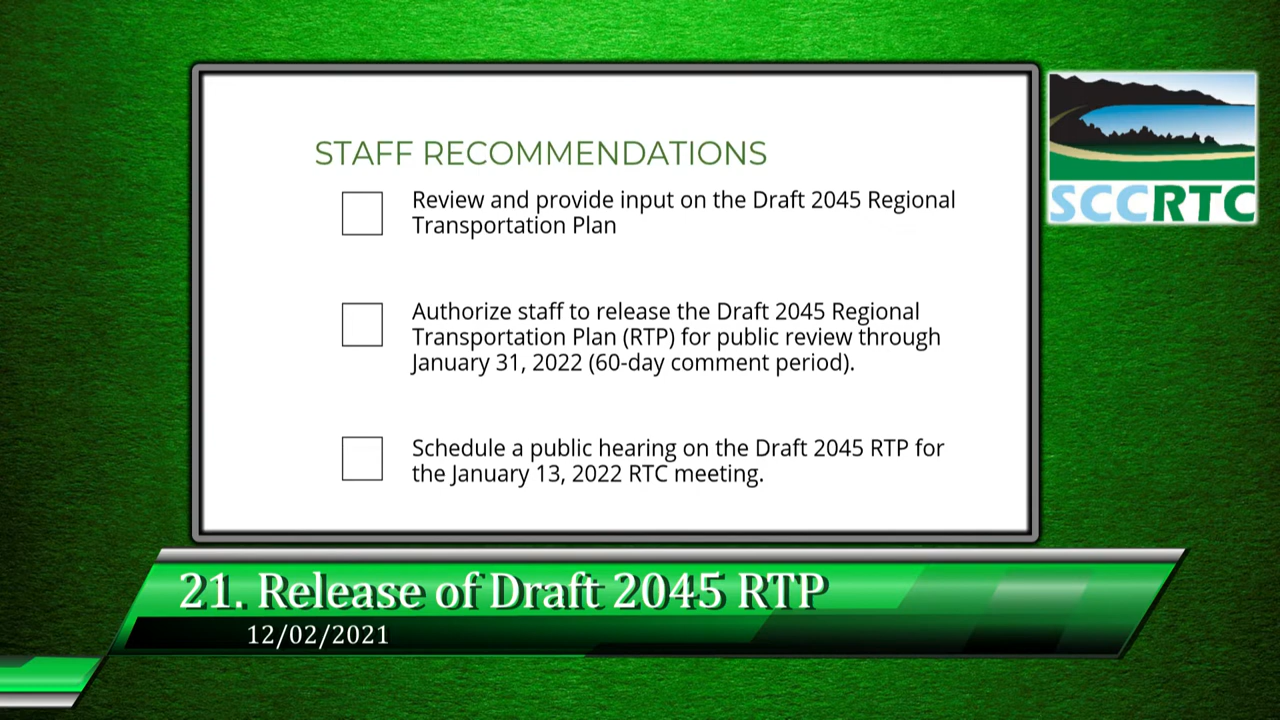 STAFF RECOMMENDATIONS
Review and provide input on the Draft 2045 Regional
Transportation Plan
Authorize staff to release the Draft 2045 Regional
Transportation Plan (RTP) for public review through
January 31, 2022 (60-day comment period).
Schedule a public hearing on the Draft 2045 RTP for
the January 13, 2022 RTC meeting.
SCCRTC
21. Release of Draft 2045 RTP
12/02/2021